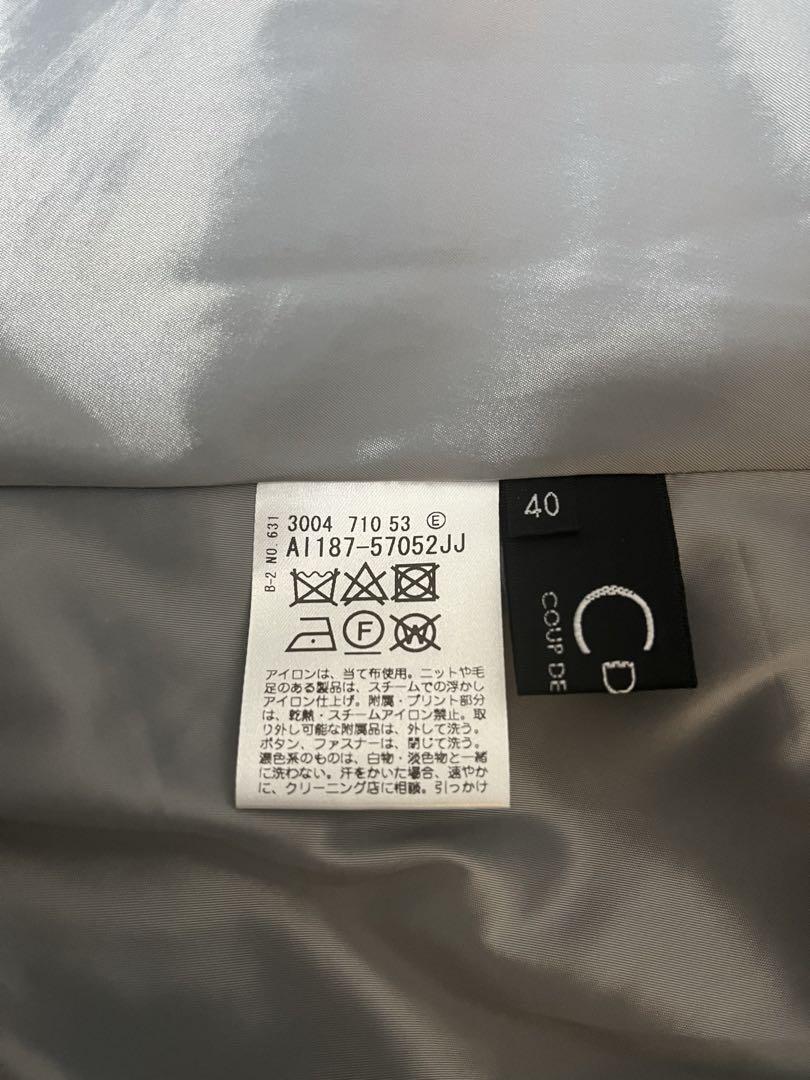 B-2 NO.631
3004 710 53 Ⓔ
AI187-57052JJ
F
W
アイロンは、当て布使用。ニットや毛
足のある製品は、スチームでの浮かし
アイロン仕上げ。附属・プリント部分
は、乾熱・スチームアイロン禁止。取
り外し可能な附属品は、外して洗う。
ボタン、ファスナーは、閉じて洗う。
濃色系のものは、白物・淡色物と一緒
に洗わない。汗をかいた場合、速やか
に、クリーニング店に相談。引っかけ
40
CD
COUP DE